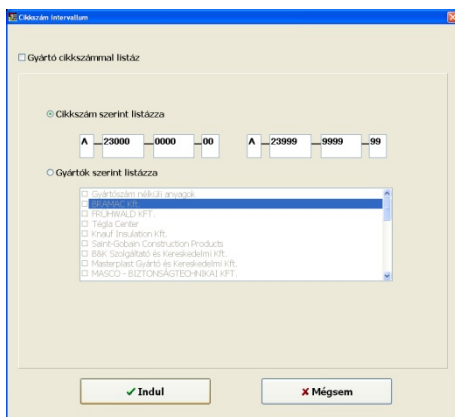 Cikkszám intervallum
Gyártó cikkszámmal listáz
Cikkszám szerint listázza
A 23000 0000 00 A 23999 9999 99
Gyártók szerint listázza
Gyártószám nélküli anyagok
BRAMAC Kft.
FRÜHWALD KFT.
Tégla Center
Knauf Insulation Kft.
Saint-Gobain Construction Products
B&K Szolgáltató és Kereskedelmi Kft.
Masterplast Gyártó és Kereskedelmi Kft.
MASCO - BIZTONSÁGTECHNIKAI KFT.
Indul Mégsem